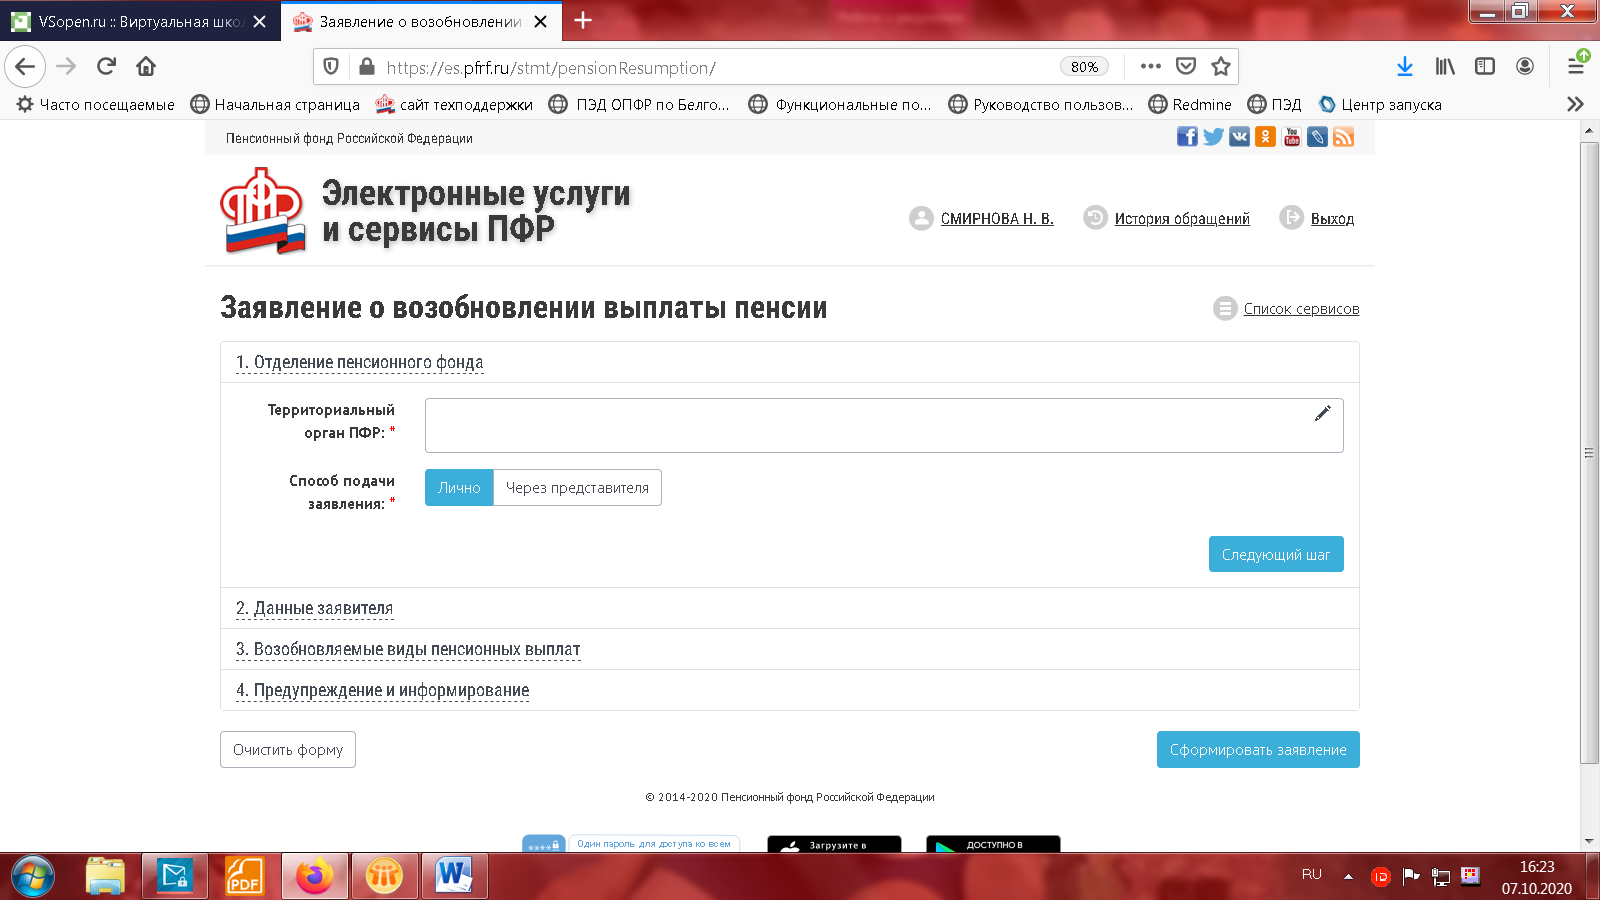 VSopen.ru :: Виртуальная шко
Заявление о возобновлении
https://es.pfrf.ru/stmt/pensionResumption/
80%
Часто посещаемые
Начальная страница
сайт техподдержки
ПЭД ОПФР по Белго...
Функциональные по...
Руководство пользов...
Redmine
ПЭД
Центр запуска
Пенсионный фонд Российской Федерации
You
Tube
Электронные услуги
и сервисы ПФР
СМИРНОВА Н. В.
История обращений
Выход
Заявление о возобновлении выплаты пенсии
Список сервисов
1. Отделение пенсионного фонда
Территориальный
орган ПФР: *
Способ подачи
заявления: *
Лично
Через представителя
Следующий шаг
2. Данные заявителя
3. Возобновляемые виды пенсионных выплат
4. Предупреждение и информирование
Очистить форму
Сформировать заявление
© 2014-2020 Пенсионный фонд Российской Федерации
****
Один пароль для доступа ко всем
Загрузите в
ДОСТУПНО В
PDF
W
RU
iD
16:23
07.10.2020